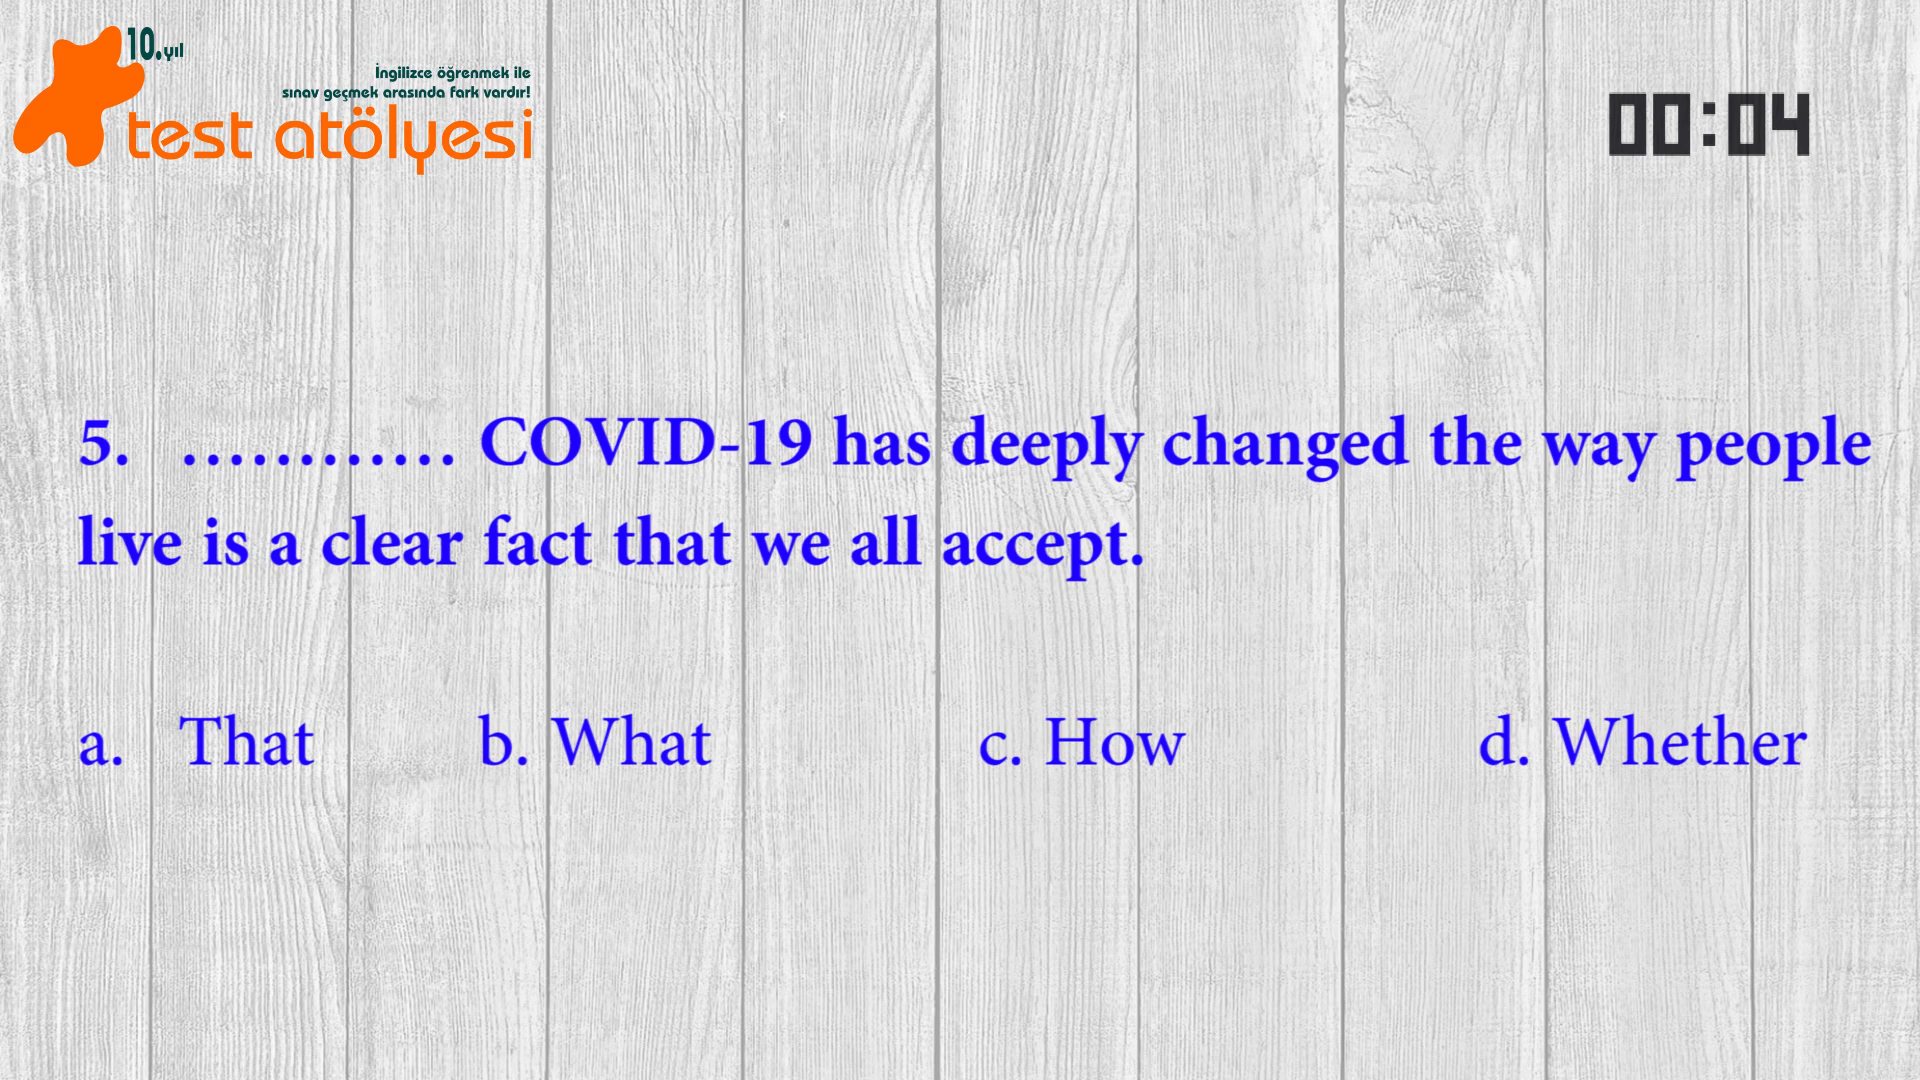 10.yıl
İngilizce öğrenmek ile
sınav geçmek arasında fark vardır!
test atölyesi
00:04
5. ............ COVID-19 has deeply changed the way people
live is a clear fact that we all accept.
a. That b. What c. How d. Whether